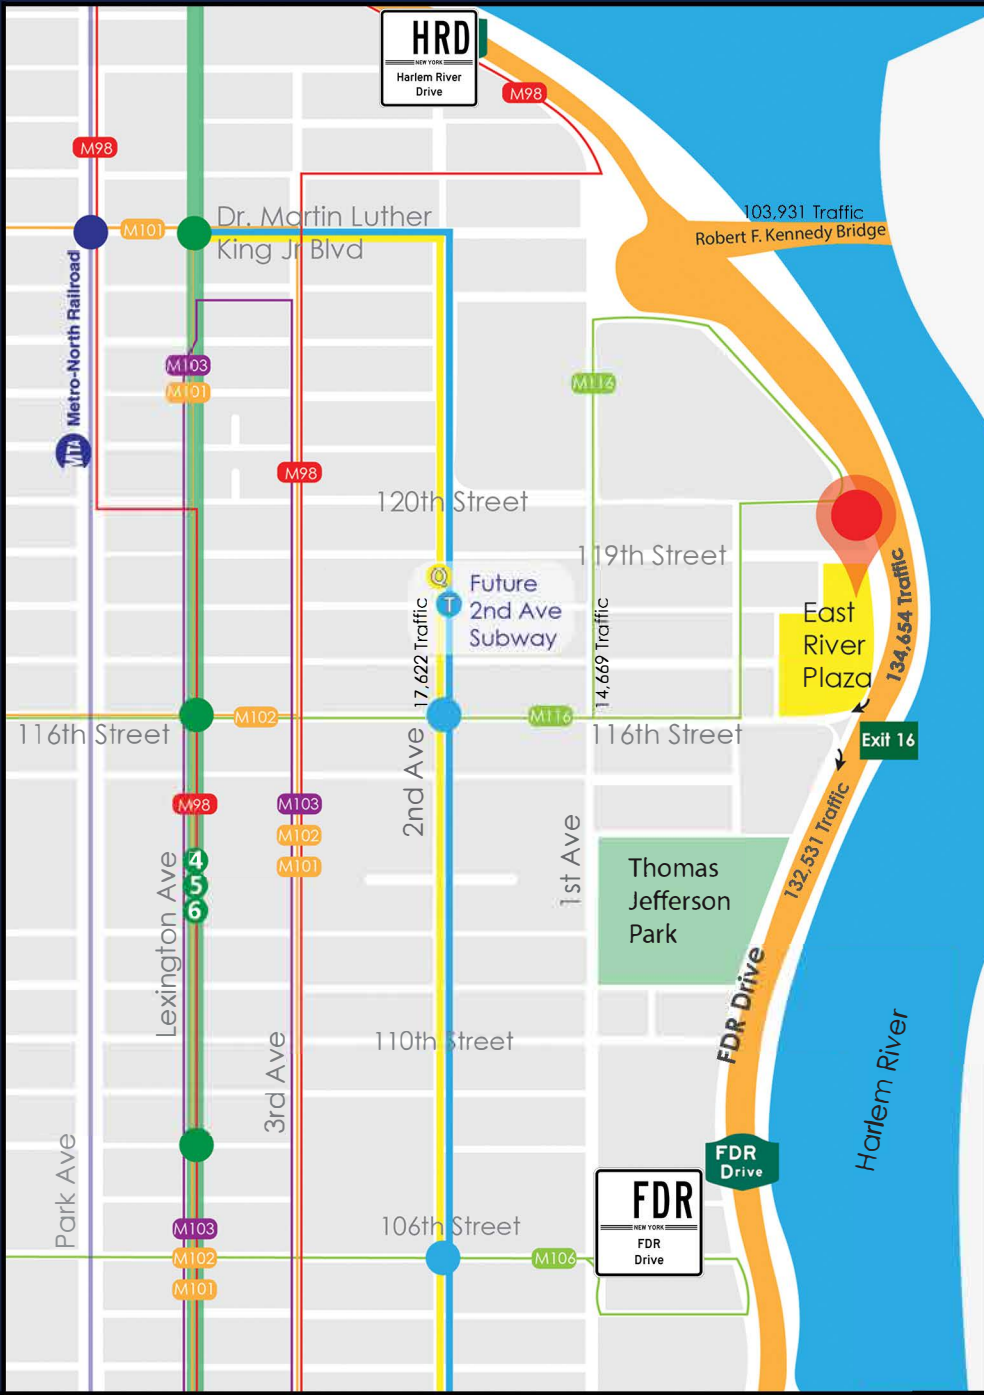 HRD
NEW YORK
Harlem River
Drive
M98
M98
103,931 Traffic
Robert F. Kennedy Bridge
M101
Dr. Martin Luther
King Jr Blvd
MTA Metro-North Railroad
M103
M101
M116
M98
120th Street
119th Street
Q
T
Future
2nd Ave
Subway
17,622 Traffic
14,669 Traffic
134,654 Traffic
East
River
Plaza
M102
M116
116th Street
116th Street
Exit 16
2nd Ave
M98
M103
M102
M101
132,531 Traffic
1st Ave
4
5
6
Lexington Ave
Thomas
Jefferson
Park
FDR Drive
110th Street
3rd Ave
Harlem River
Park Ave
FDR
Drive
FDR
NEW YORK
FDR
Drive
M103
M102
M101
106th Street
M106